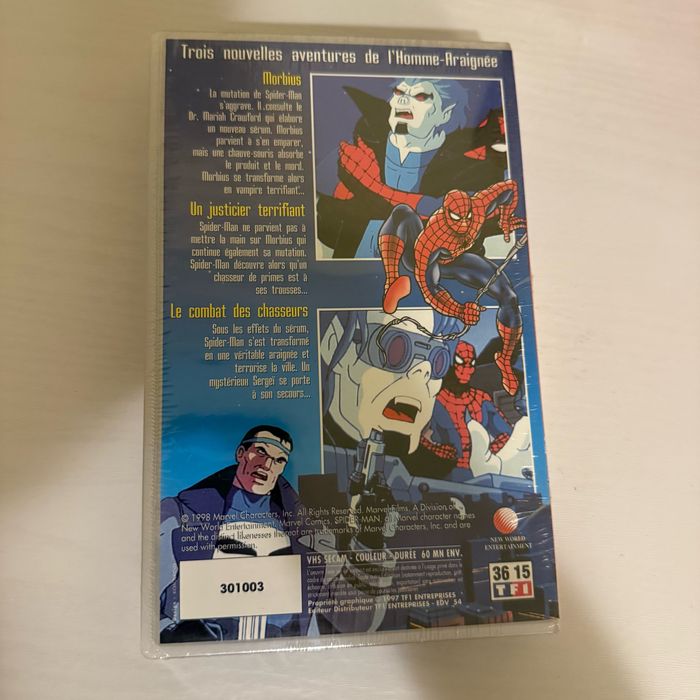 Trois nouvelles aventures de l'Homme-Araignée
Morbius
La mutation de Spider-Man
s'aggrave. Il consulte le
Dr. Mariah Crawford qui élabore
un nouveau sérum. Morbius
parvient à s'en emparer,
mais une chauve-souris absorbe
le produit et le mord.
Morbius se transforme alors
en vampire terrifiant...
Un justicier terrifiant
Spider-Man ne parvient pas à
mettre la main sur Morbius qui
continue également sa mutation.
Spider-Man découvre alors qu'un
chasseur de primes est à
ses trousses...
Le combat des chasseurs
Sous les effets du sérum,
Spider-Man s'est transformé
en une véritable araignée et
terrorise la ville. Un
mystérieux Sergeï se porte
à son secours...
© 1998 Marvel Characters, Inc. All Rights Reserved. Marvel Films. A Division of
New World Entertainment, Marvel Comics, SPIDER-MAN, all Marvel character names
and the distinct likenesses thereof are trademarks of Marvel Characters, Inc. and are
used with permission.
NEW WORLD
ENTERTAINMENT
VHS SECAM - COULEUR - DURÉE 60 MN ENV.
Propriété graphique © 1997 TF1 ENTREPRISES
Editeur Distributeur TF1 ENTREPRISES - EDV 54
301003
36 15
TF1